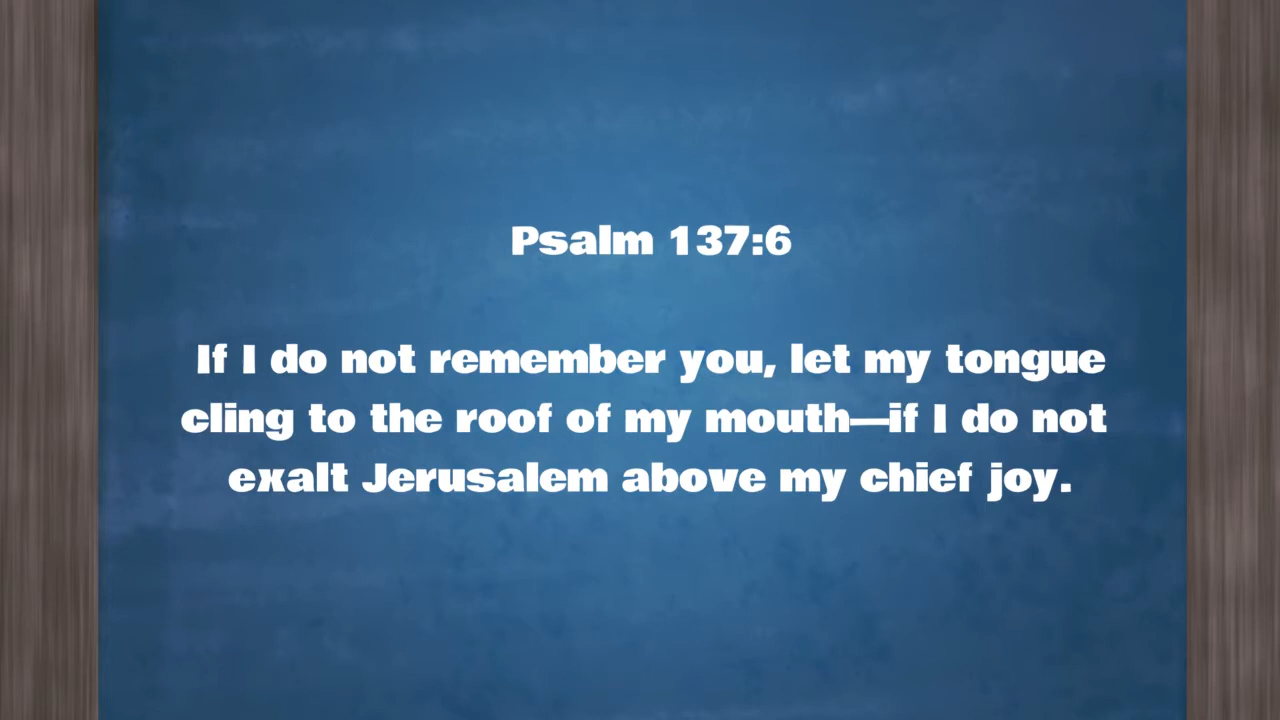 Psalm 137:6
If I do not remember you, let my tongue
cling to the roof of my mouth—if I do not
exalt Jerusalem above my chief joy.